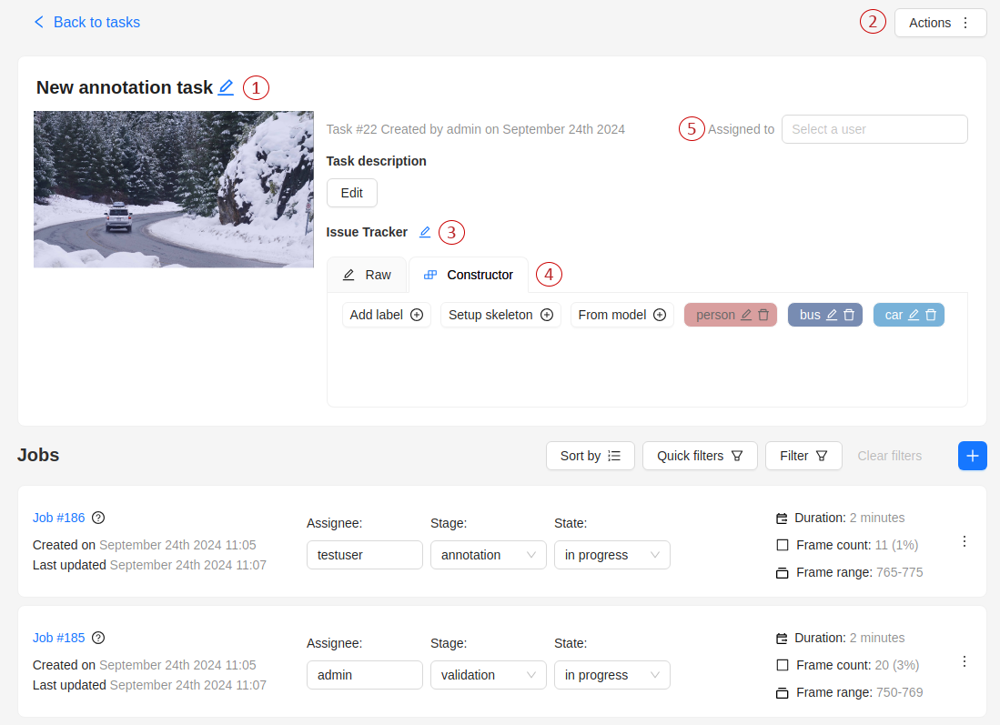 Back to tasks
2
Actions
New annotation task
1
Task #22 Created by admin on September 24th 2024
5
Assigned to
Select a user
Task description
Edit
Issue Tracker
3
Raw
Constructor
4
Add label
Setup skeleton
From model
person
bus
car
Jobs
Sort by
Quick filters
Filter
Clear filters
Job #186
Created on September 24th 2024 11:05
Last updated September 24th 2024 11:07
Assignee:
testuser
Stage:
annotation
State:
in progress
Duration: 2 minutes
Frame count: 11 (1%)
Frame range: 765-775
Job #185
Created on September 24th 2024 11:05
Last updated September 24th 2024 11:07
Assignee:
admin
Stage:
validation
State:
in progress
Duration: 2 minutes
Frame count: 20 (3%)
Frame range: 750-769